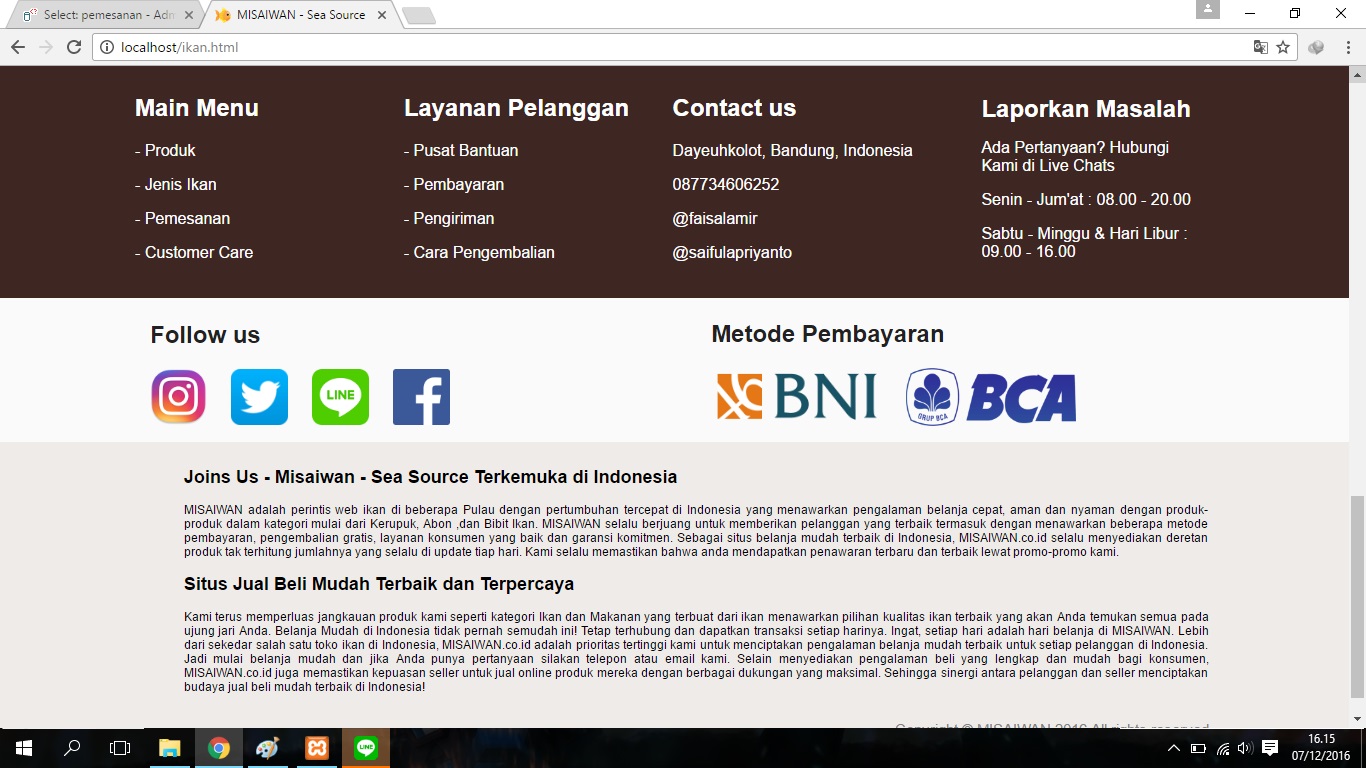 Select: pemesanan - Adm
MISAIWAN - Sea Source
localhost/ikan.html
Main Menu
- Produk
- Jenis Ikan
- Pemesanan
- Customer Care
Layanan Pelanggan
- Pusat Bantuan
- Pembayaran
- Pengiriman
- Cara Pengembalian
Contact us
Dayeuhkolot, Bandung, Indonesia
087734606252
@faisalamir
@saifulapriyanto
Laporkan Masalah
Ada Pertanyaan? Hubungi
Kami di Live Chats
Senin - Jum'at : 08.00 - 20.00
Sabtu - Minggu & Hari Libur :
09.00 - 16.00
Follow us
LINE
Metode Pembayaran
BNI
GRUP BCA
BCA
Joins Us - Misaiwan - Sea Source Terkemuka di Indonesia
MISAIWAN adalah perintis web ikan di beberapa Pulau dengan pertumbuhan tercepat di Indonesia yang menawarkan pengalaman belanja cepat, aman dan nyaman dengan produk-
produk dalam kategori mulai dari Kerupuk, Abon ,dan Bibit Ikan. MISAIWAN selalu berjuang untuk memberikan pelanggan yang terbaik termasuk dengan menawarkan beberapa metode
pembayaran, pengembalian gratis, layanan konsumen yang baik dan garansi komitmen. Sebagai situs belanja mudah terbaik di Indonesia, MISAIWAN.co.id selalu menyediakan deretan
produk tak terhitung jumlahnya yang selalu di update tiap hari. Kami selalu memastikan bahwa anda mendapatkan penawaran terbaru dan terbaik lewat promo-promo kami.
Situs Jual Beli Mudah Terbaik dan Terpercaya
Kami terus memperluas jangkauan produk kami seperti kategori Ikan dan Makanan yang terbuat dari ikan menawarkan pilihan kualitas ikan terbaik yang akan Anda temukan semua pada
ujung jari Anda. Belanja Mudah di Indonesia tidak pernah semudah ini! Tetap terhubung dan dapatkan transaksi setiap harinya. Ingat, setiap hari adalah hari belanja di MISAIWAN. Lebih
dari sekedar salah satu toko ikan di Indonesia, MISAIWAN.co.id adalah prioritas tertinggi kami untuk menciptakan pengalaman belanja mudah terbaik untuk setiap pelanggan di Indonesia.
Jadi mulai belanja mudah dan jika Anda punya pertanyaan silakan telepon atau email kami. Selain menyediakan pengalaman beli yang lengkap dan mudah bagi konsumen,
MISAIWAN.co.id juga memastikan kepuasan seller untuk jual online produk mereka dengan berbagai dukungan yang maksimal. Sehingga sinergi antara pelanggan dan seller menciptakan
budaya jual beli mudah terbaik di Indonesia!
Copyright © MISAIWAN 2016 All rights reserved
LINE
16.15
07/12/2016